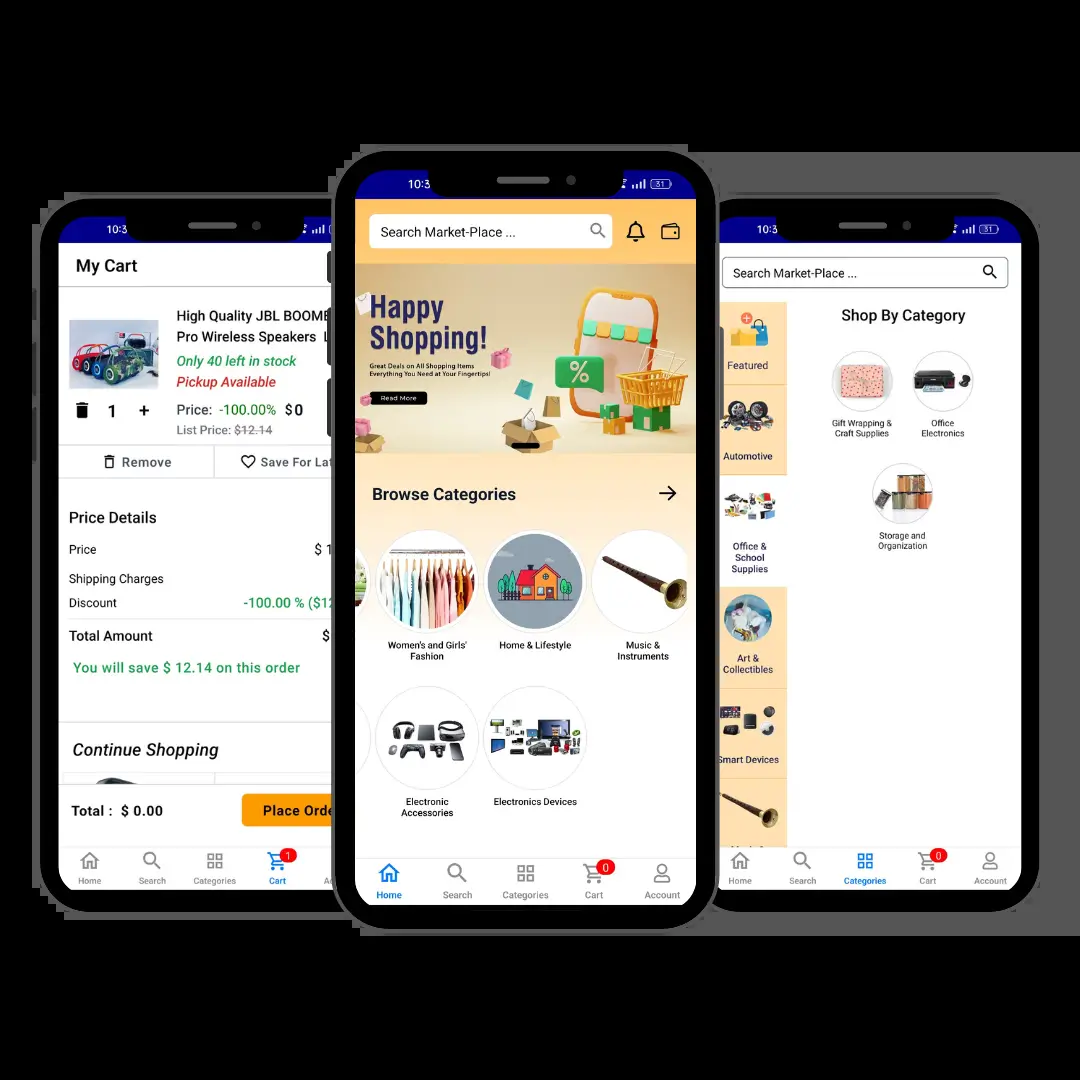 10:3
My Cart
High Quality JBL BOOME
Pro Wireless Speakers L
Only 40 left in stock
Pickup Available
1
+
Price: -100.00% $0
List Price: $12.14
Remove
Save For Lat
Price Details
Price
$ 1
Shipping Charges
Discount
-100.00 % ($12
Total Amount
$
You will save $ 12.14 on this order
Continue Shopping
Total : $ 0.00
Place Orde
1
Home
Search
Categories
Cart
A
10:3
31
Search Market-Place ...
Happy
Shopping!
Great Deals on All Shopping Items
Everything You Need at Your Fingertips!
Read More
%
Browse Categories
Women's and Girls'
Fashion
Home & Lifestyle
Music &
Instruments
Electronic
Accessories
Electronics Devices
0
Home
Search
Categories
Cart
Account
10:3
31
Search Market-Place ...
Featured
Automotive
Office &
School
Supplies
Art &
Collectibles
Smart Devices
Shop By Category
Gift Wrapping &
Craft Supplies
Office
Electronics
Storage and
Organization
0
Home
Search
Categories
Cart
Account